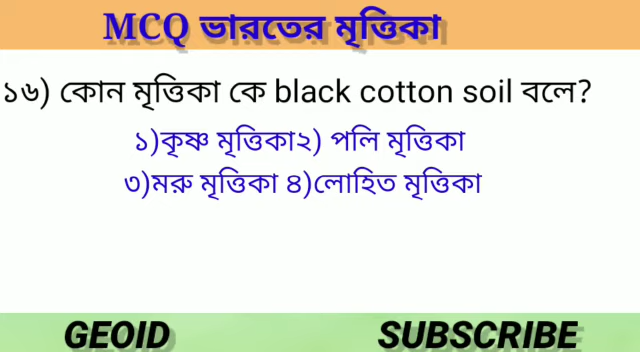 MCQ ভারতের মৃত্তিকা
১৬) কোন মৃত্তিকা কে black cotton soil বলে?
১)কৃষ্ণ মৃত্তিকা২) পলি মৃত্তিকা
৩)মরু মৃত্তিকা ৪)লোহিত মৃত্তিকা
GEOID SUBSCRIBE